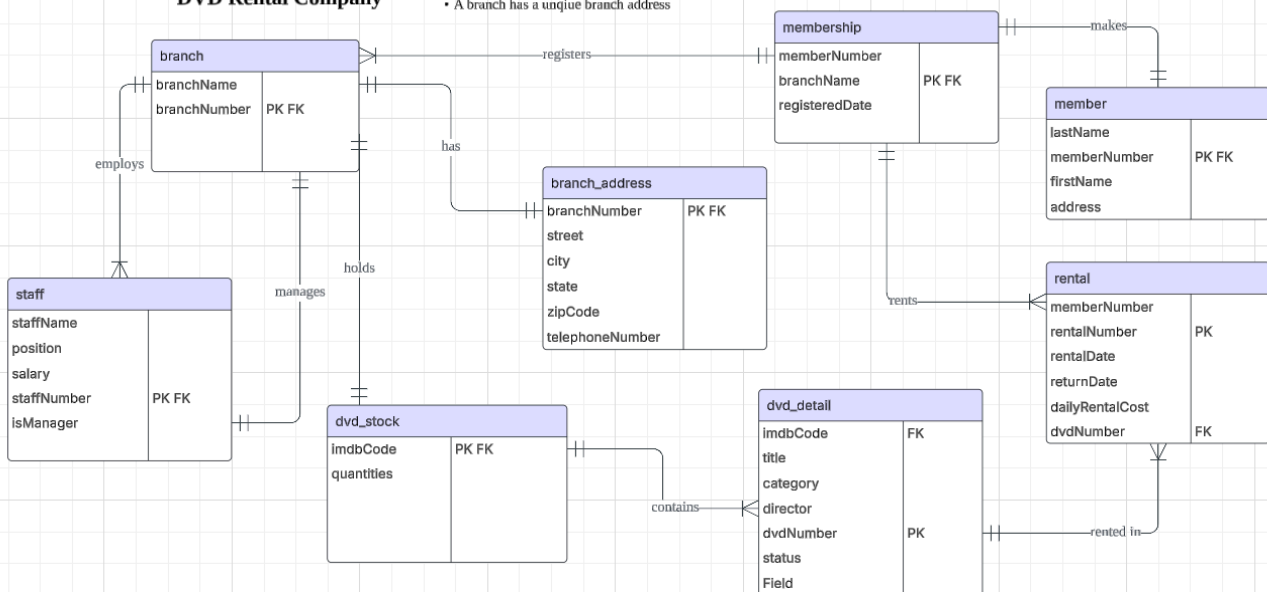 DVD Rental Company
• A branch has a unqiue branch address
branch
branchName
branchNumber PK FK
registers
membership
memberNumber
branchName PK FK
registeredDate
makes
member
lastName
memberNumber PK FK
firstName
address
employs
has
branch_address
branchNumber PK FK
street
city
state
zipCode
telephoneNumber
holds
manages
staff
staffName
position
salary
staffNumber PK FK
isManager
rents
rental
memberNumber
rentalNumber PK
rentalDate
returnDate
dailyRentalCost
dvdNumber FK
dvd_stock
imdbCode PK FK
quantities
contains
dvd_detail
imdbCode FK
title
category
director
dvdNumber PK
status
Field
rented in